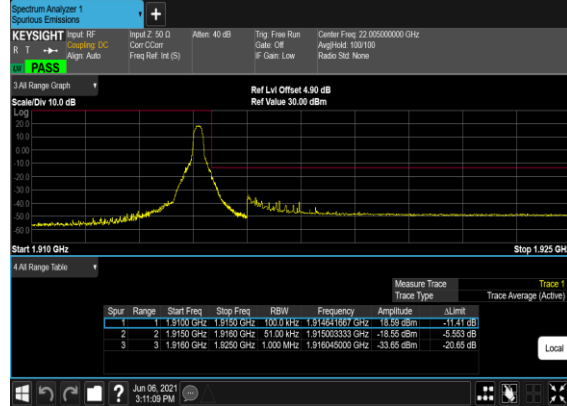 Spectrum Analyzer 1
Spurious Emissions
KEYSIGHT Input: RF Input Z: 50 Ω Atten: 40 dB Trig: Free Run Center Freq: 22.005000000 GHz
R T Coupling: DC Corr CCorr Gate: Off Avg|Hold: 100/100
Align: Auto Freq Ref: Int (S) IF Gain: Low Radio Std: None
LW PASS
3 All Range Graph
Ref Lvl Offset 4.90 dB
Scale/Div 10.0 dB Ref Value 30.00 dBm
Log
20.0
10.0
0.00
-10.0
-20.0
-30.0
-40.0
-50.0
-60.0
Start 1.910 GHz Stop 1.925 GH
4 All Range Table
Measure Trace Trace 1
Trace Type Trace Average (Active)
Spur Range Start Freq Stop Freq RBW Frequency Amplitude ΔLimit
1 1 1.9100 GHz 1.9150 GHz 100.0 kHz 1.914641667 GHz 18.59 dBm -11.41 dB
2 2 1.9150 GHz 1.9160 GHz 51.00 kHz 1.915003333 GHz -18.55 dBm -5.553 dB
3 3 1.9160 GHz 1.9250 GHz 1.000 MHz 1.916045000 GHz -33.65 dBm -20.65 dB
Local
? Jun 06, 2021
3:11:09 PM